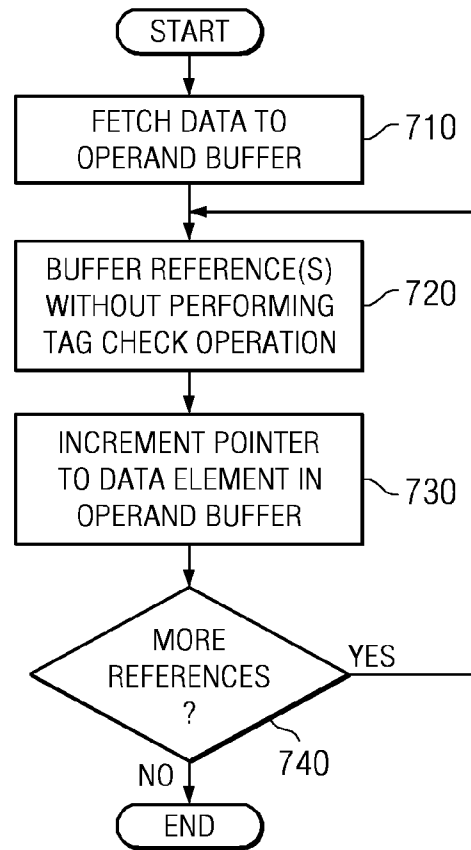 START
FETCH DATA TO
OPERAND BUFFER
710
BUFFER REFERENCE(S)
WITHOUT PERFORMING
TAG CHECK OPERATION
720
INCREMENT POINTER
TO DATA ELEMENT IN
OPERAND BUFFER
730
MORE
REFERENCES
?
YES
740
NO
END